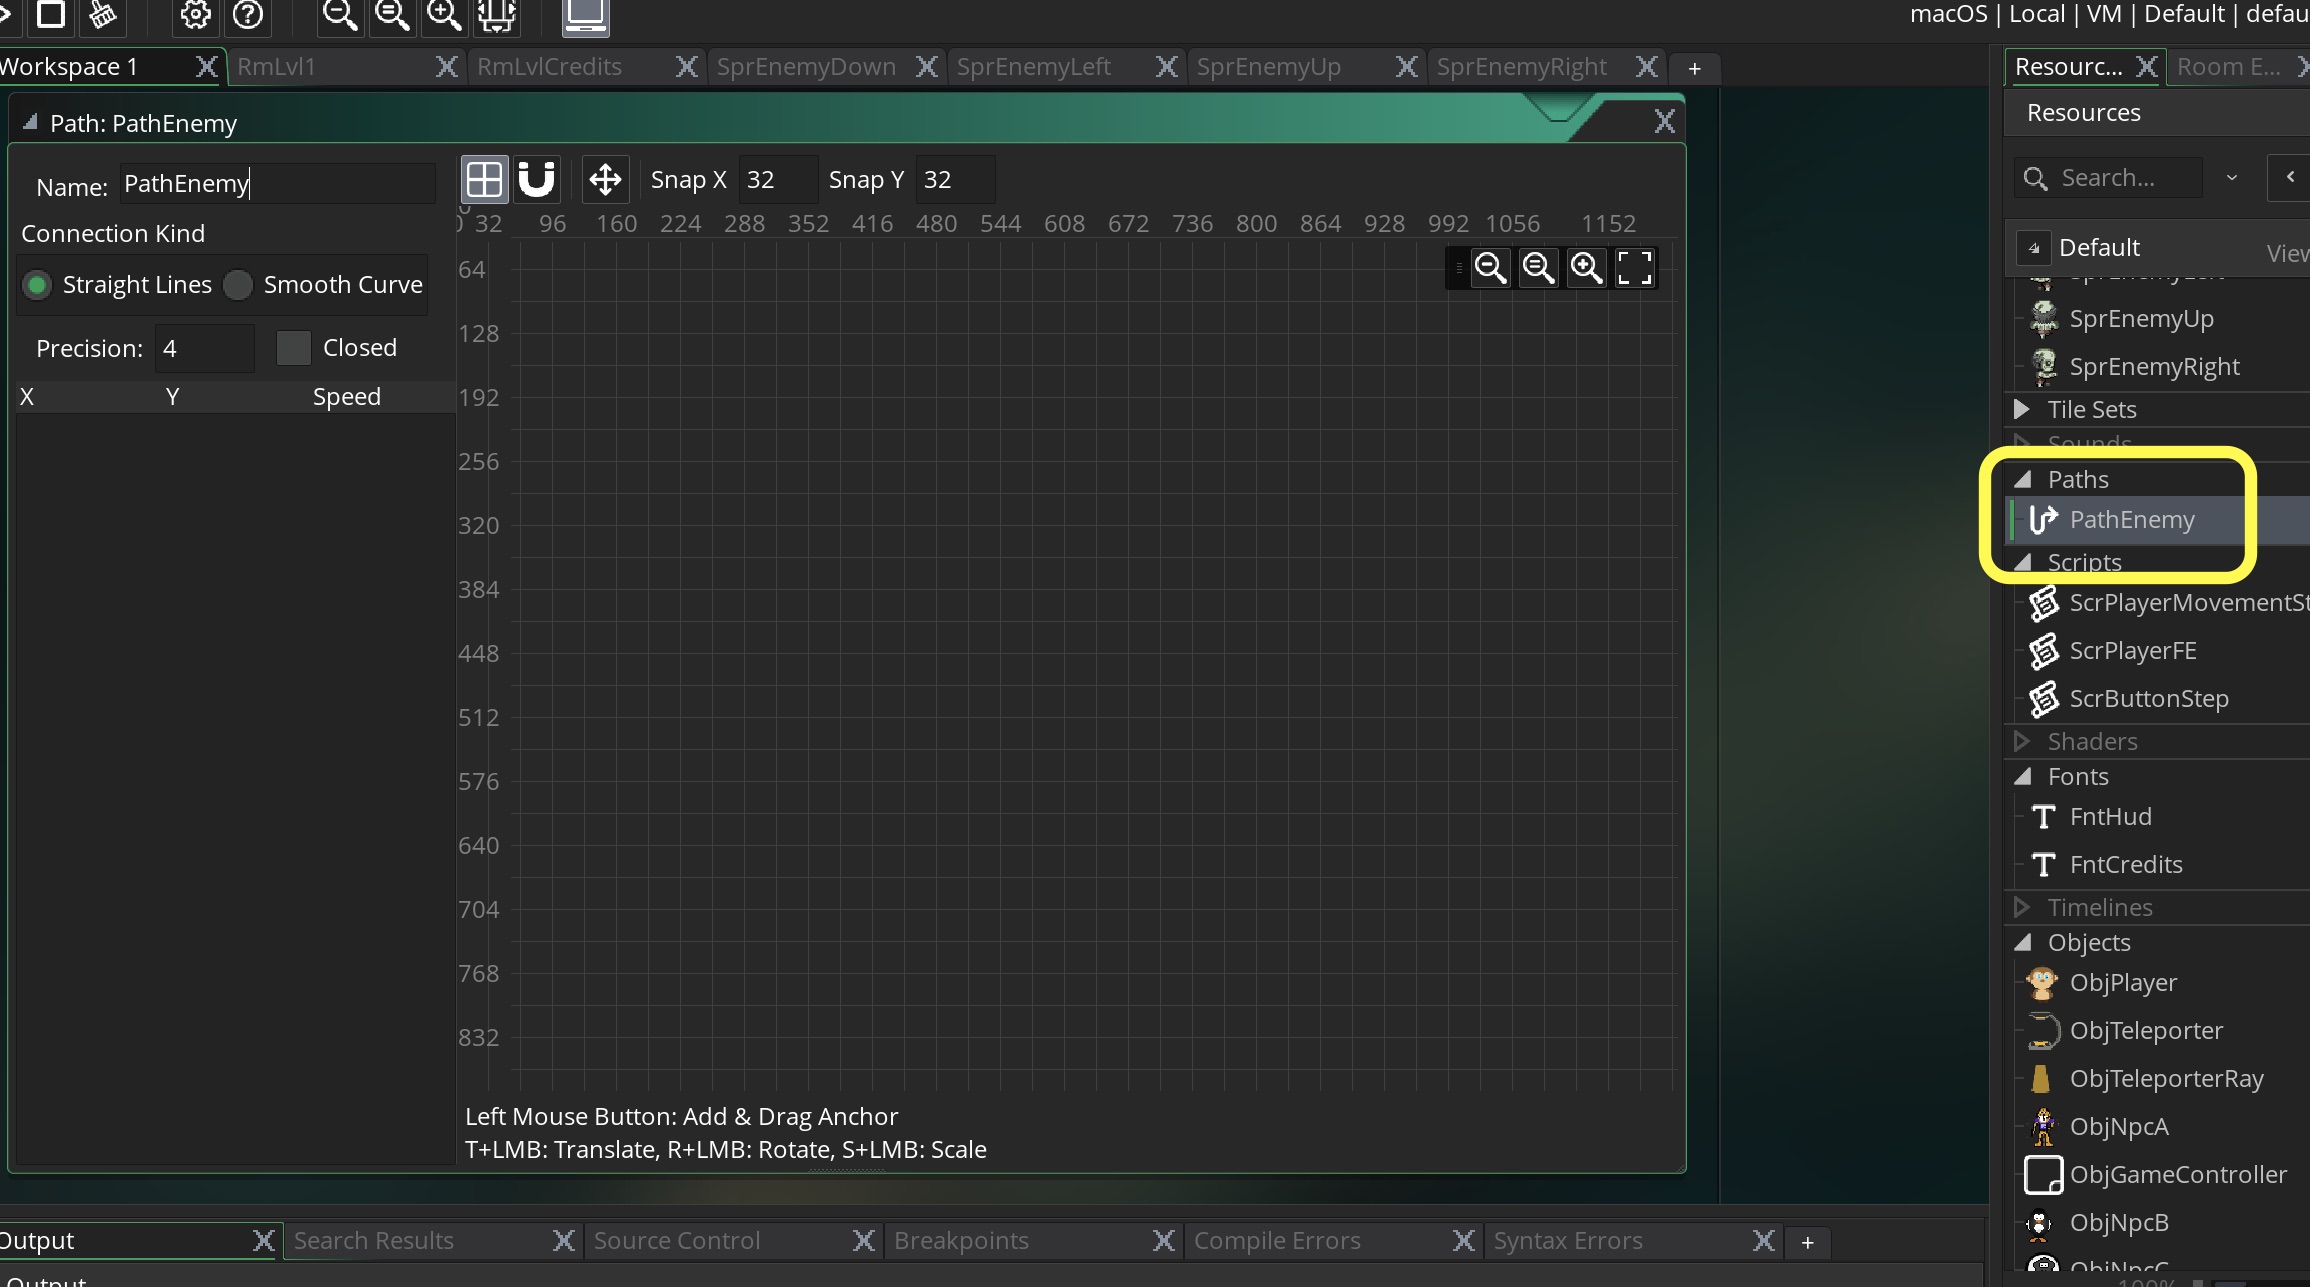 macOS | Local | VM | Default | defau
Workspace 1
RmLvl1
RmLvlCredits
SprEnemyDown
SprEnemyLeft
SprEnemyUp
SprEnemyRight
+
Resourc...
Room E...
Path: PathEnemy
Resources
Name: PathEnemy
Snap X 32 Snap Y 32
Search...
Connection Kind
Straight Lines Smooth Curve
Precision: 4 Closed
X Y Speed
0 32 96 160 224 288 352 416 480 544 608 672 736 800 864 928 992 1056 1152
64
128
192
256
320
384
448
512
576
640
704
768
832
Left Mouse Button: Add & Drag Anchor
T+LMB: Translate, R+LMB: Rotate, S+LMB: Scale
Default View
SprEnemyLeft
SprEnemyUp
SprEnemyRight
Tile Sets
Sounds
Paths
PathEnemy
Scripts
ScrPlayerMovementSt
ScrPlayerFE
ScrButtonStep
Shaders
Fonts
FntHud
FntCredits
Timelines
Objects
ObjPlayer
ObjTeleporter
ObjTeleporterRay
ObjNpcA
ObjGameController
ObjNpcB
ObjNpcC
100%
Output
Search Results
Source Control
Breakpoints
Compile Errors
Syntax Errors
+
Output